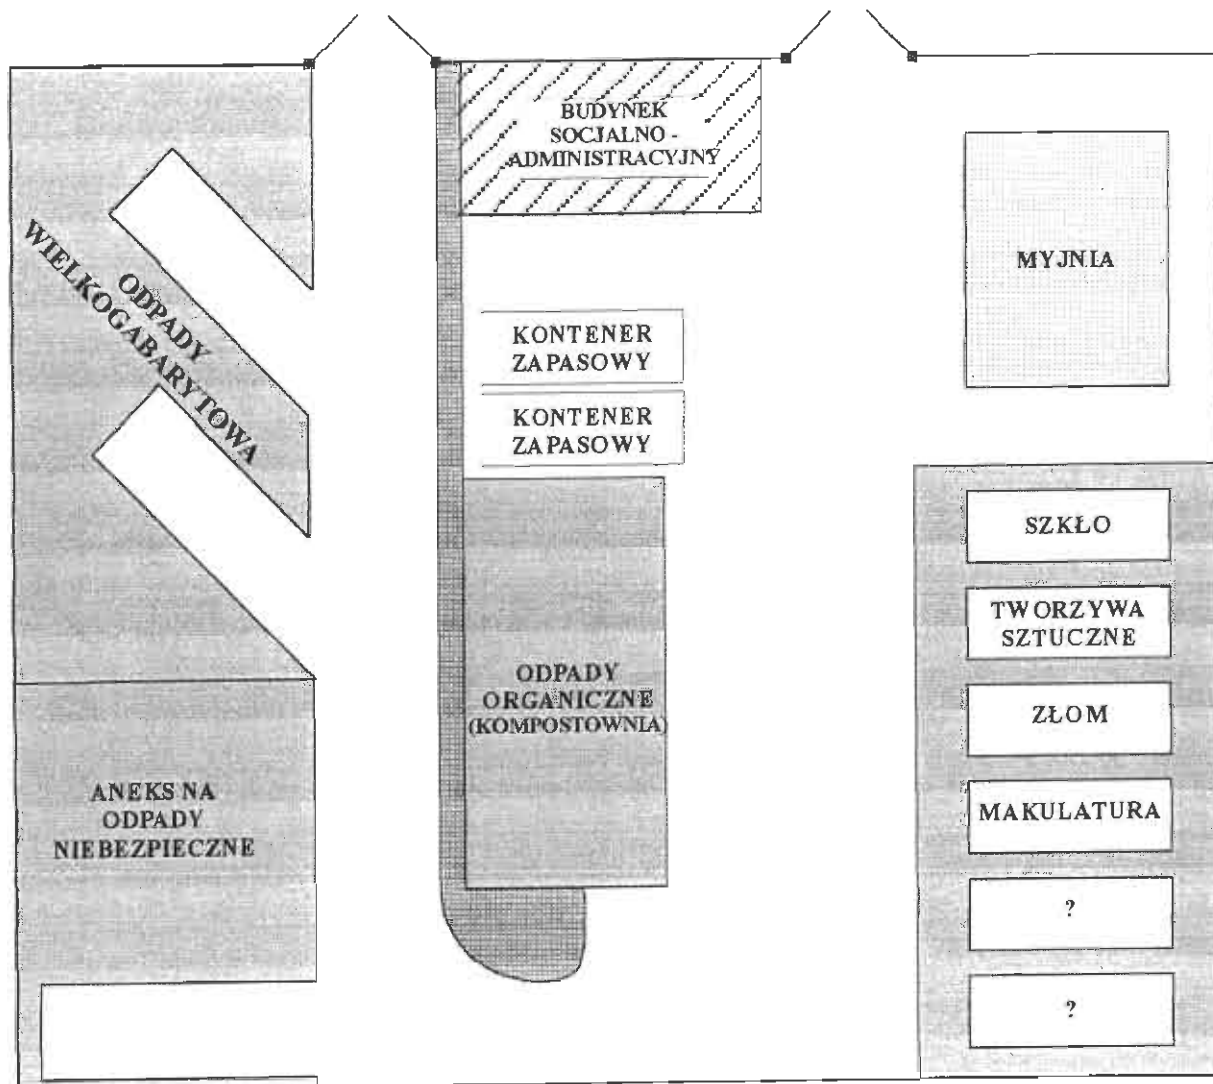 BUDYNEK
SOCJALNO -
ADMINISTRACYJNY
MYJNIA
ODPADY
WIELKOGABARYTOWA
KONTENER
ZAPASOWY
KONTENER
ZAPASOWY
SZKŁO
TWORZYWA
SZTUCZNE
ODPADY
ORGANICZNE
(KOMPOSTOWNIA)
ZŁOM
ANEKS NA
ODPADY
NIEBEZPIECZNE
MAKULATURA
?
?